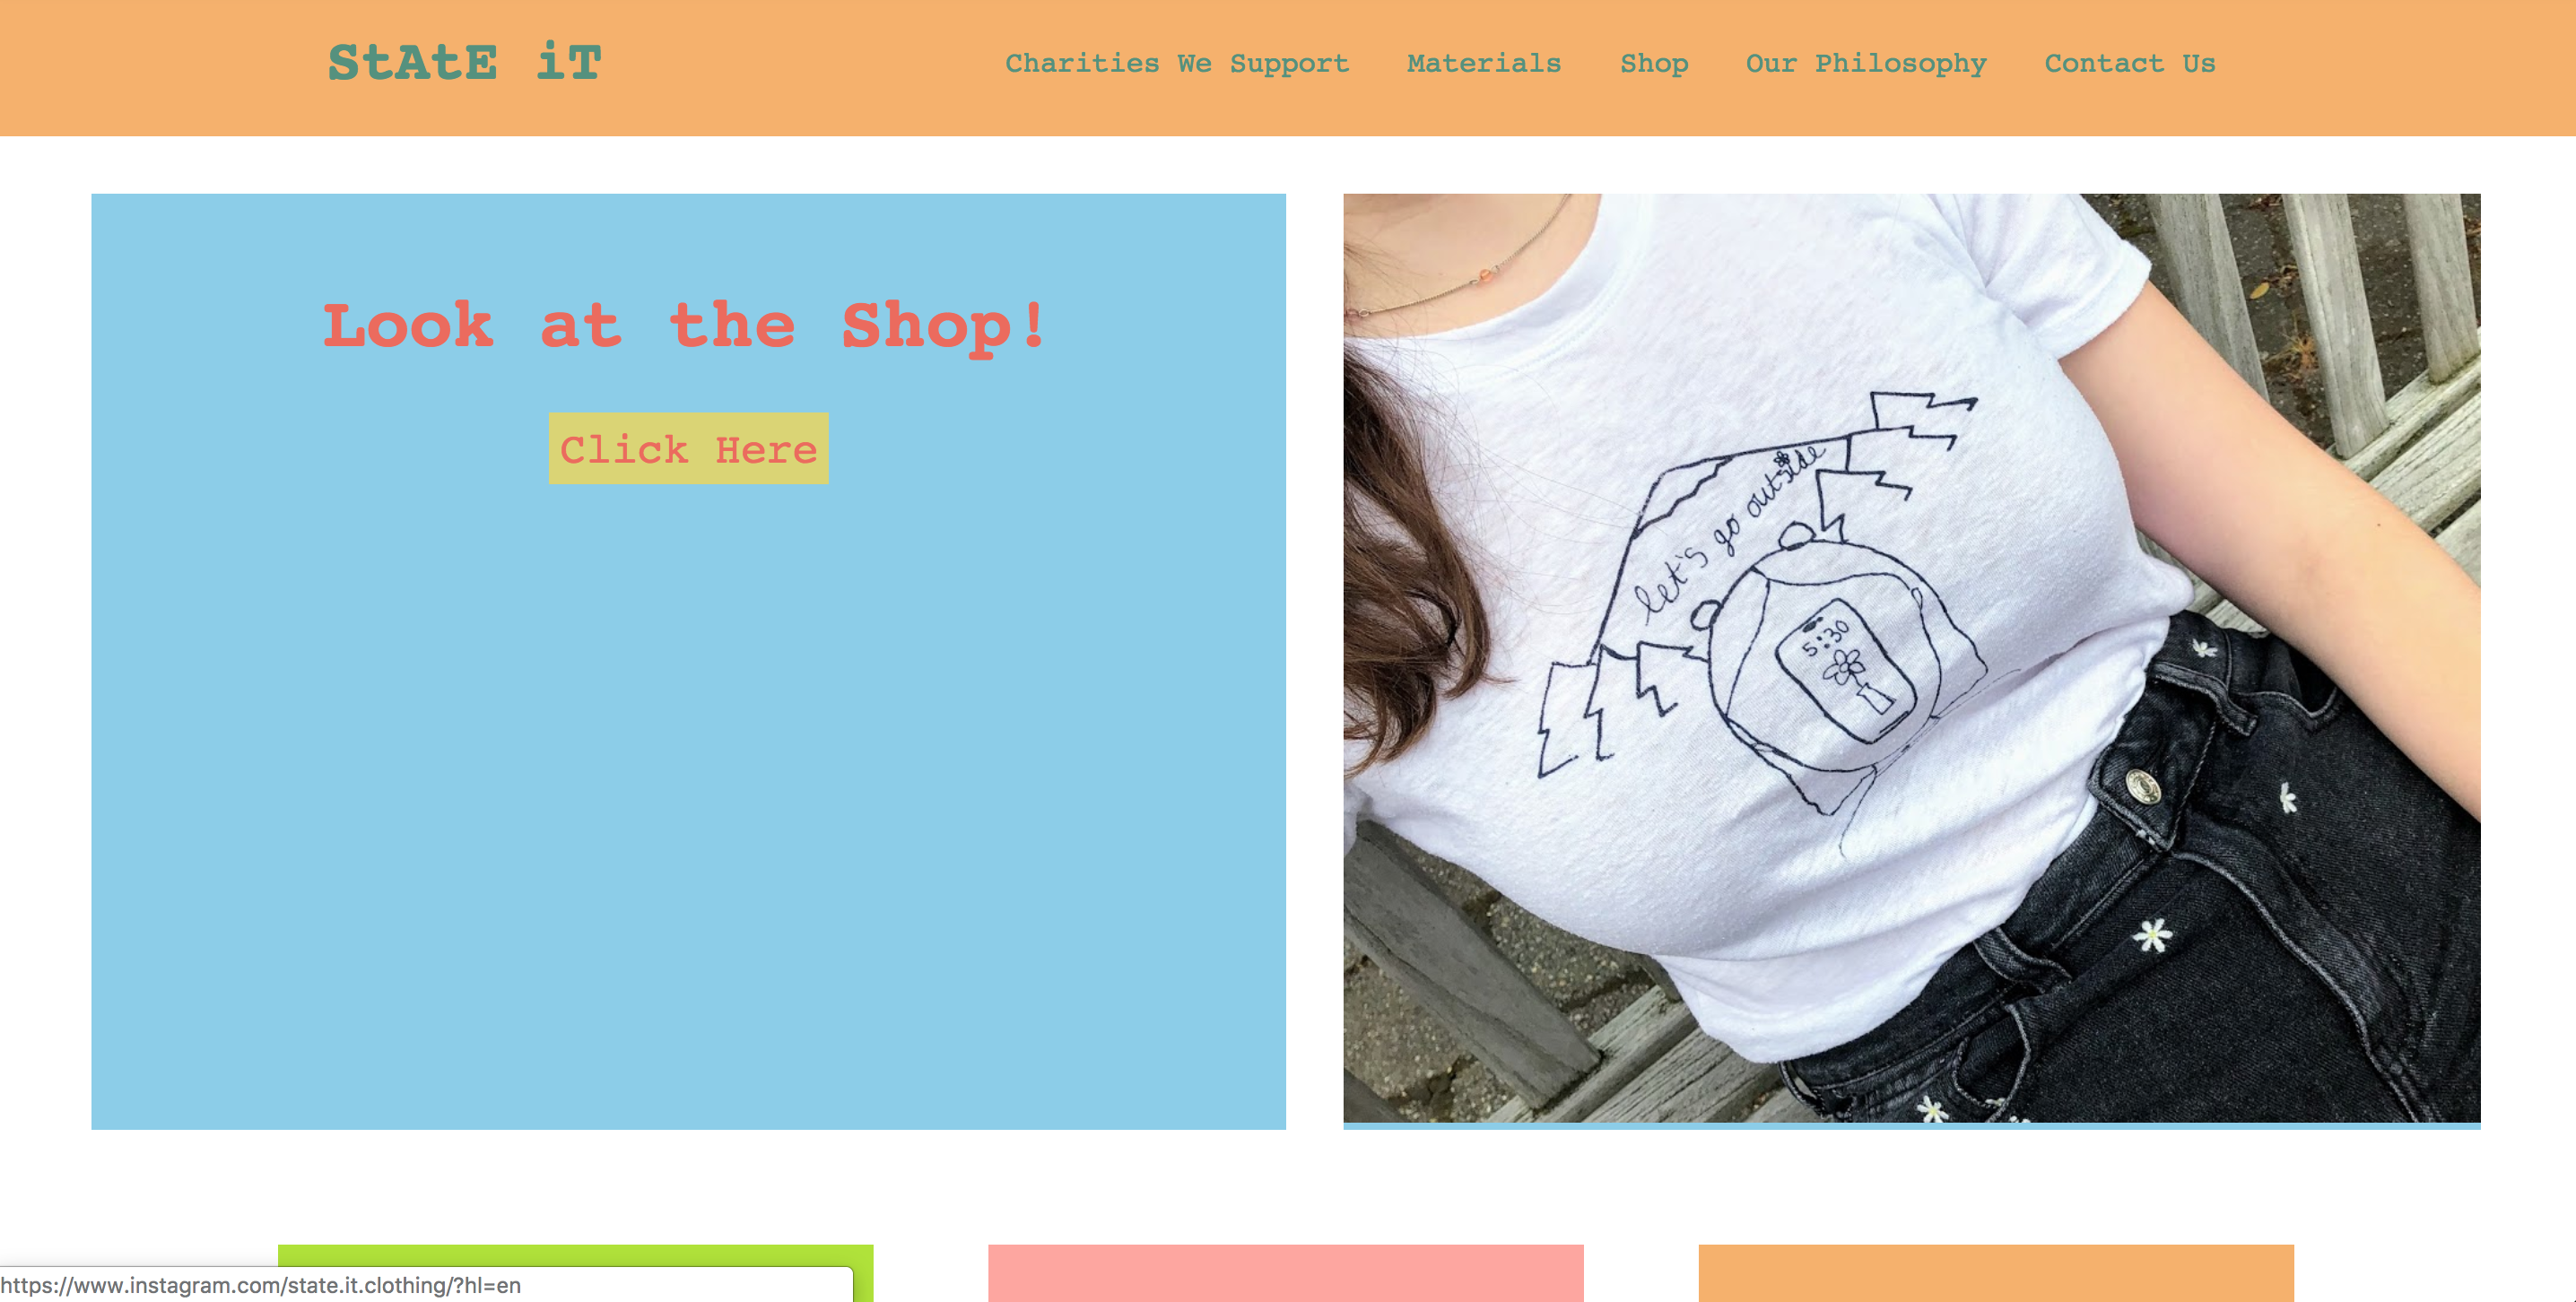 StAtE iT
Charities We Support Materials Shop Our Philosophy Contact Us
Look at the Shop!
Click Here
let's go outside
5:30
https://www.instagram.com/state.it.clothing/?hl=en